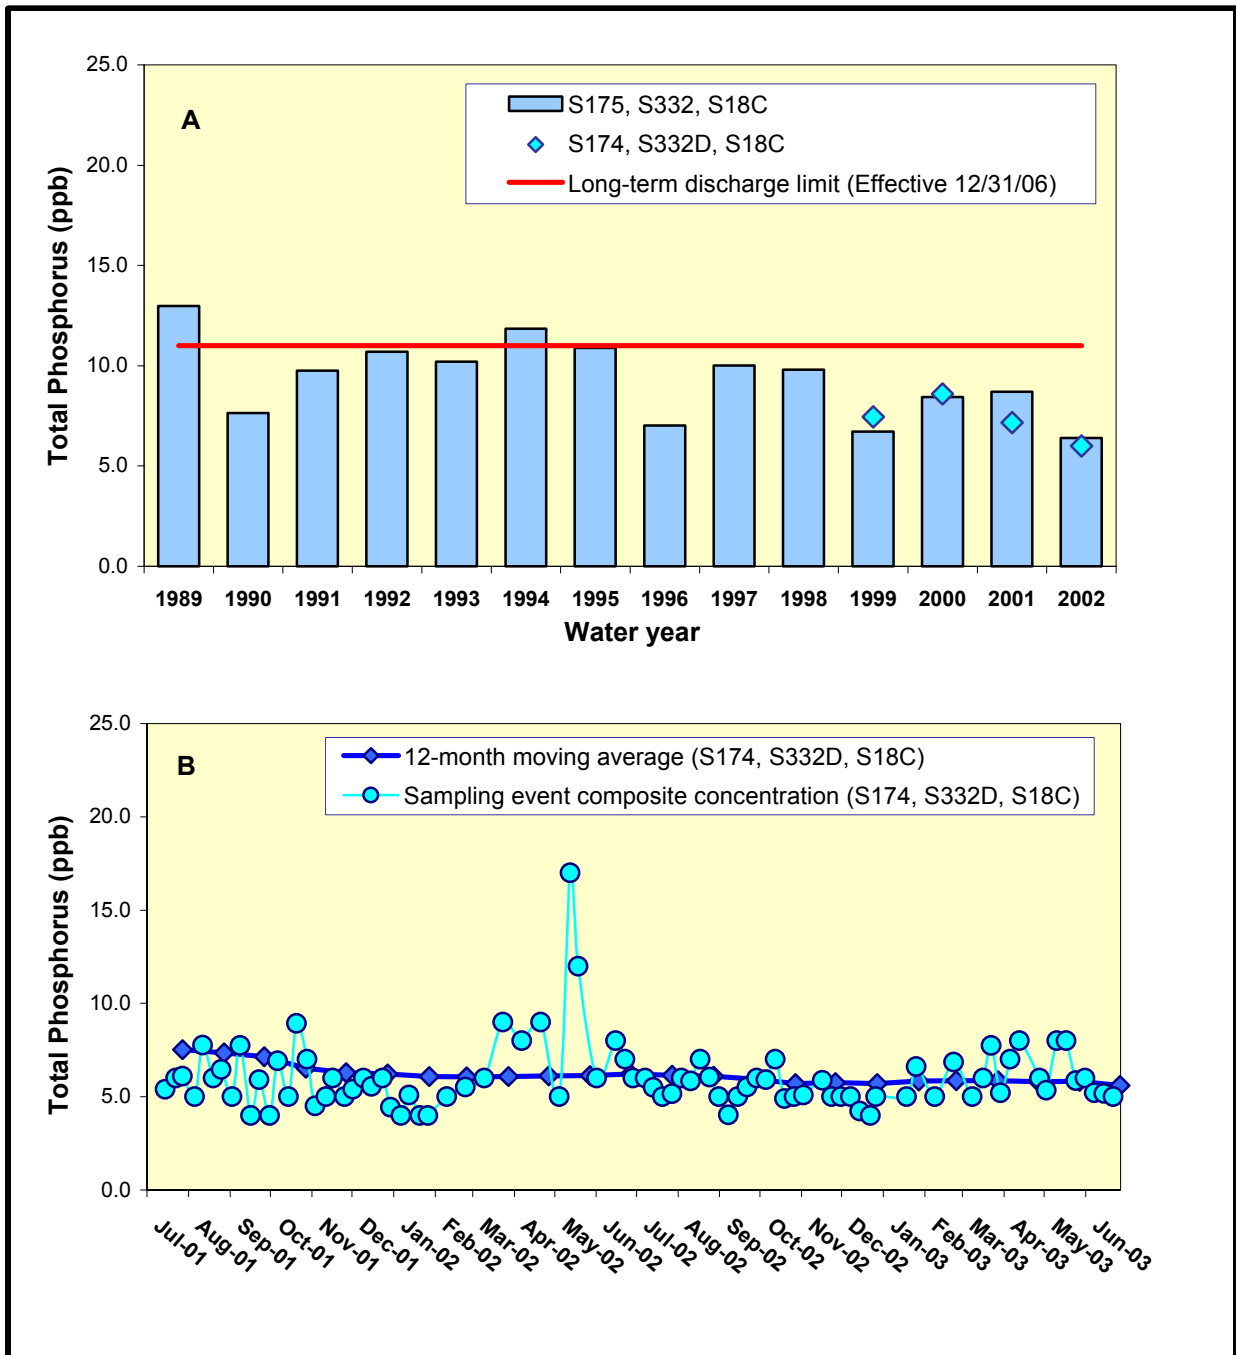 25.0
A
S175, S332, S18C
S174, S332D, S18C
Long-term discharge limit (Effective 12/31/06)
20.0
15.0
10.0
5.0
0.0
Total Phosphorus (ppb)
1989 1990 1991 1992 1993 1994 1995 1996 1997 1998 1999 2000 2001 2002
Water year
25.0
B
12-month moving average (S174, S332D, S18C)
Sampling event composite concentration (S174, S332D, S18C)
20.0
15.0
10.0
5.0
0.0
Total Phosphorus (ppb)
Jul-01 Aug-01 Sep-01 Oct-01 Nov-01 Dec-01 Jan-02 Feb-02 Mar-02 Apr-02 May-02 Jun-02 Jul-02 Aug-02 Sep-02 Oct-02 Nov-02 Dec-02 Jan-03 Feb-03 Mar-03 Apr-03 May-03 Jun-03